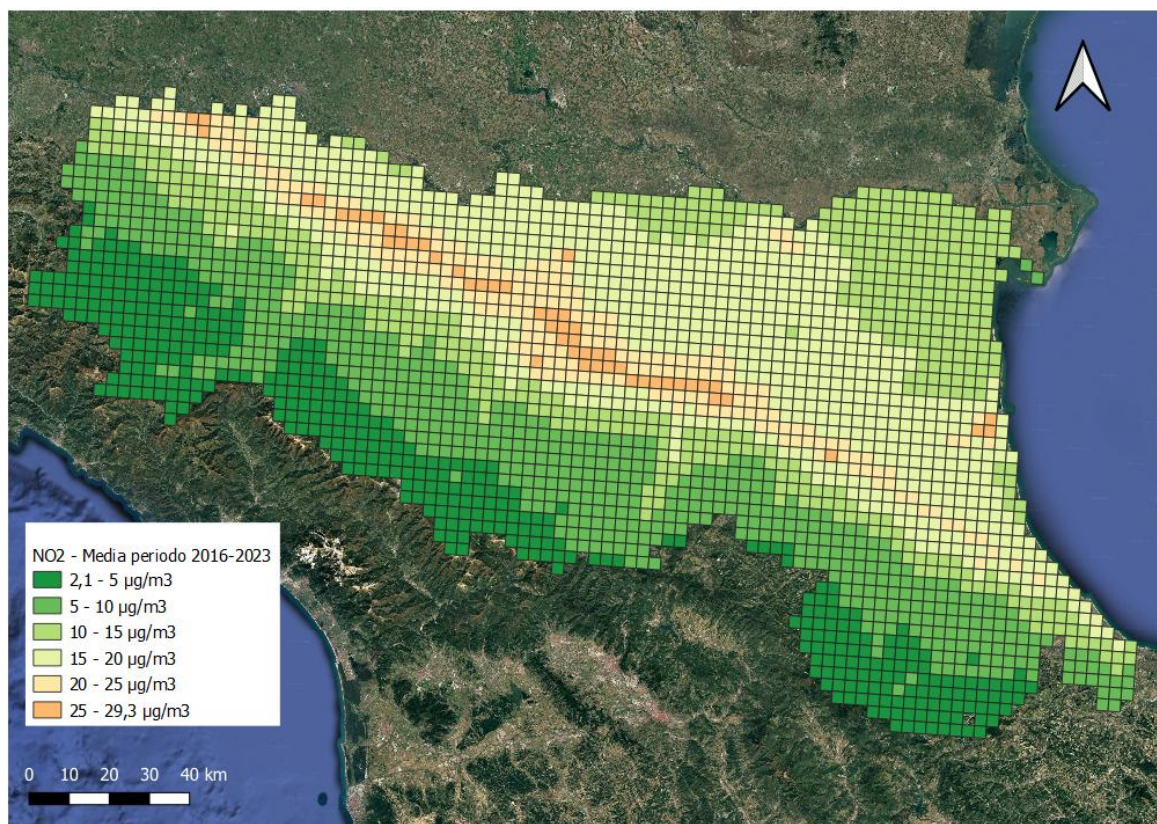 NO2 - Media periodo 2016-2023
2,1 - 5 µg/m3
5 - 10 µg/m3
10 - 15 µg/m3
15 - 20 µg/m3
20 - 25 µg/m3
25 - 29,3 µg/m3
0 10 20 30 40 km